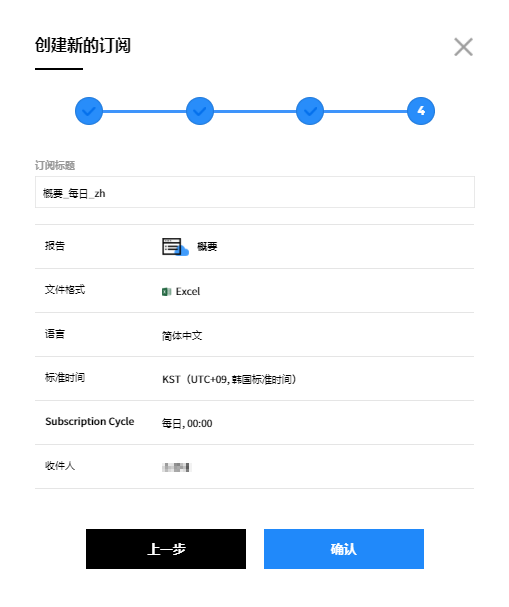 创建新的订阅
4
订阅标题
概要_每日_zh
报告 概要
文件格式 Excel
语言 简体中文
标准时间 KST（UTC+09, 韩国标准时间）
Subscription Cycle 每日, 00:00
收件人
上一步 确认